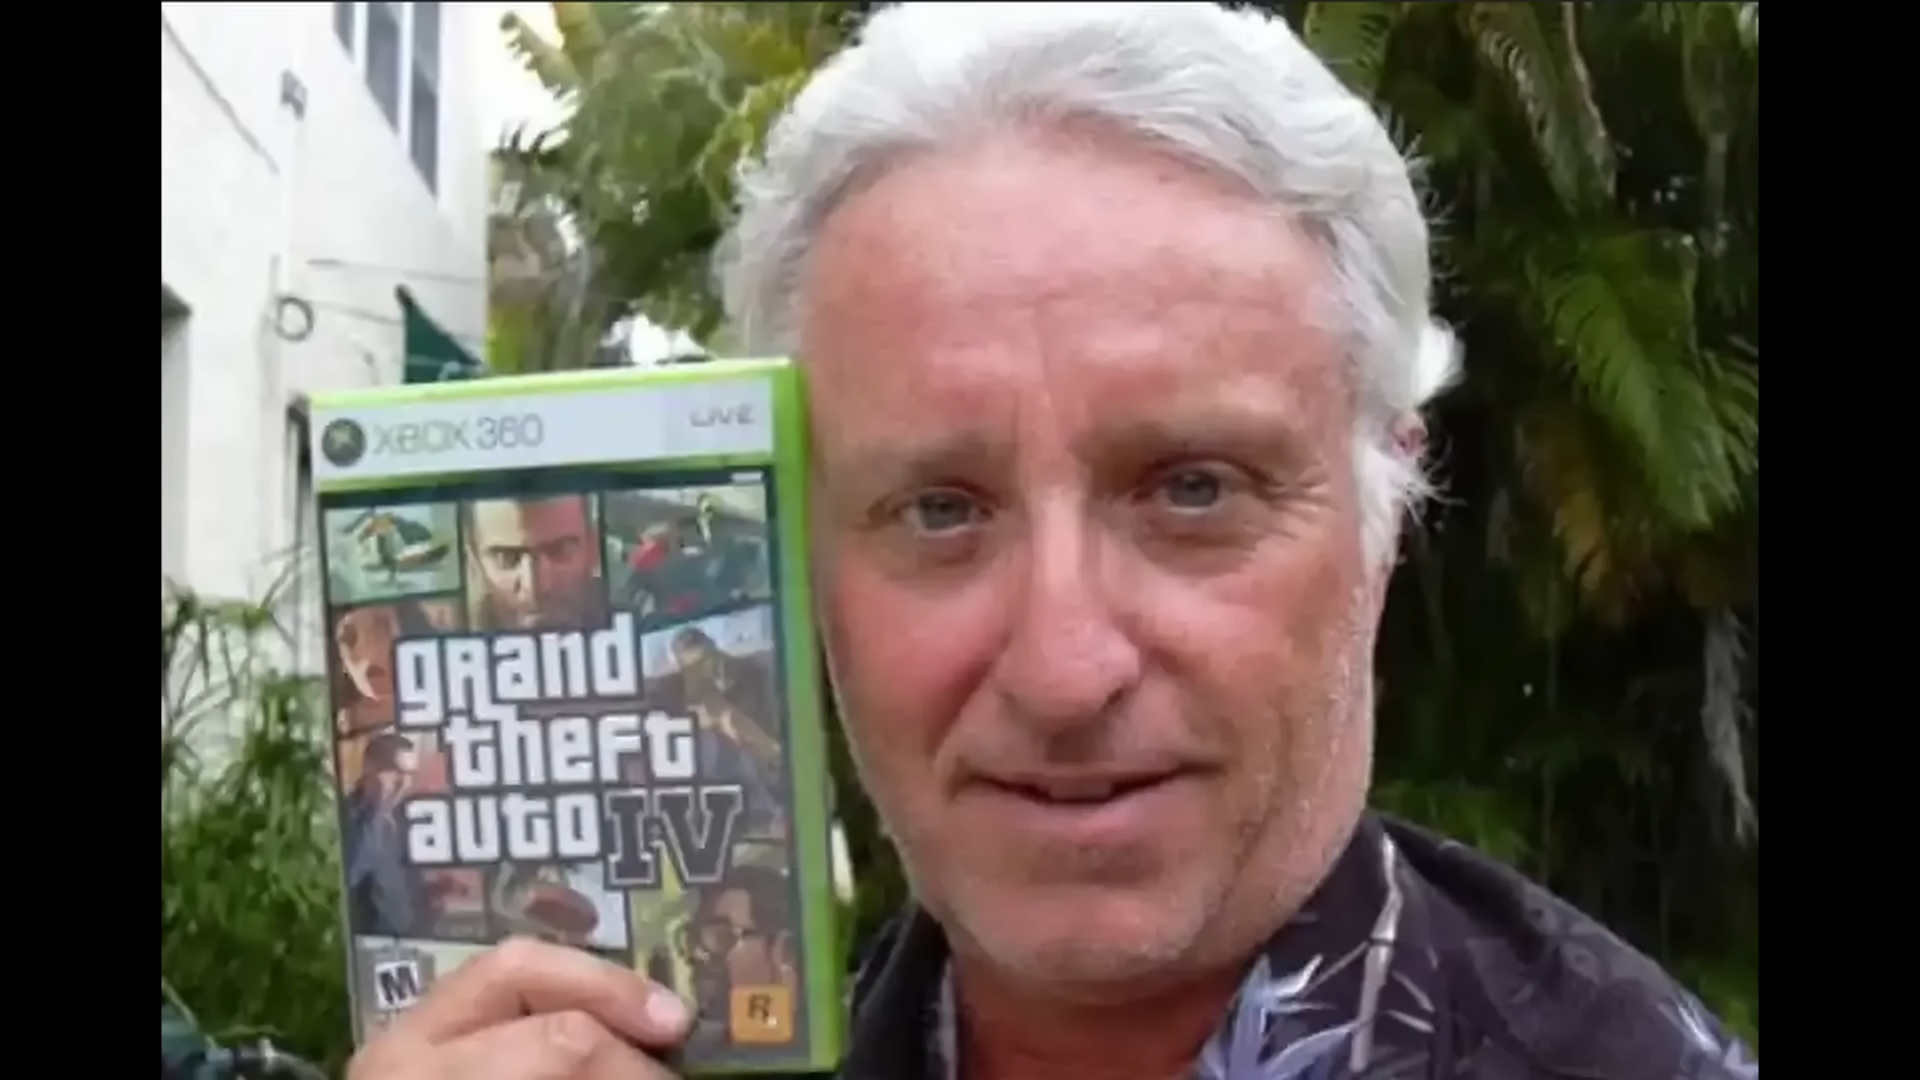 XBOX 360 LIVE
grand
theft
auto IV
M
R